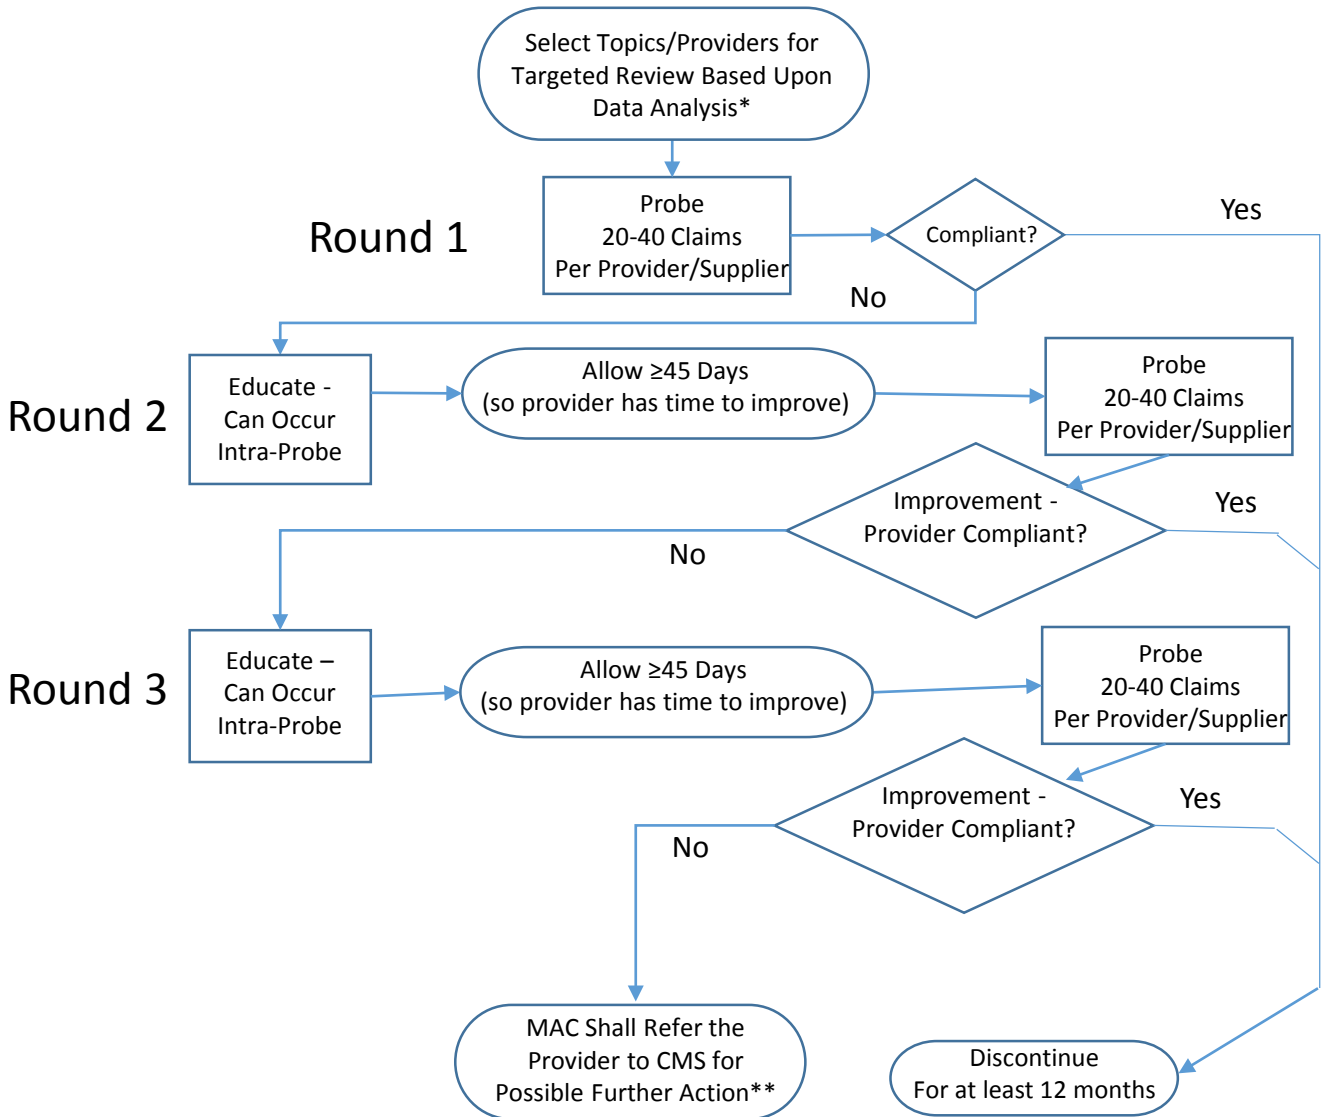 Select Topics/Providers for
Targeted Review Based Upon
Data Analysis*
Round 1
Probe
20-40 Claims
Per Provider/Supplier
Compliant?
Yes
No
Round 2
Educate -
Can Occur
Intra-Probe
Allow ≥45 Days
(so provider has time to improve)
Probe
20-40 Claims
Per Provider/Supplier
Improvement -
Provider Compliant?
Yes
No
Round 3
Educate –
Can Occur
Intra-Probe
Allow ≥45 Days
(so provider has time to improve)
Probe
20-40 Claims
Per Provider/Supplier
Improvement -
Provider Compliant?
Yes
No
MAC Shall Refer the
Provider to CMS for
Possible Further Action**
Discontinue
For at least 12 months